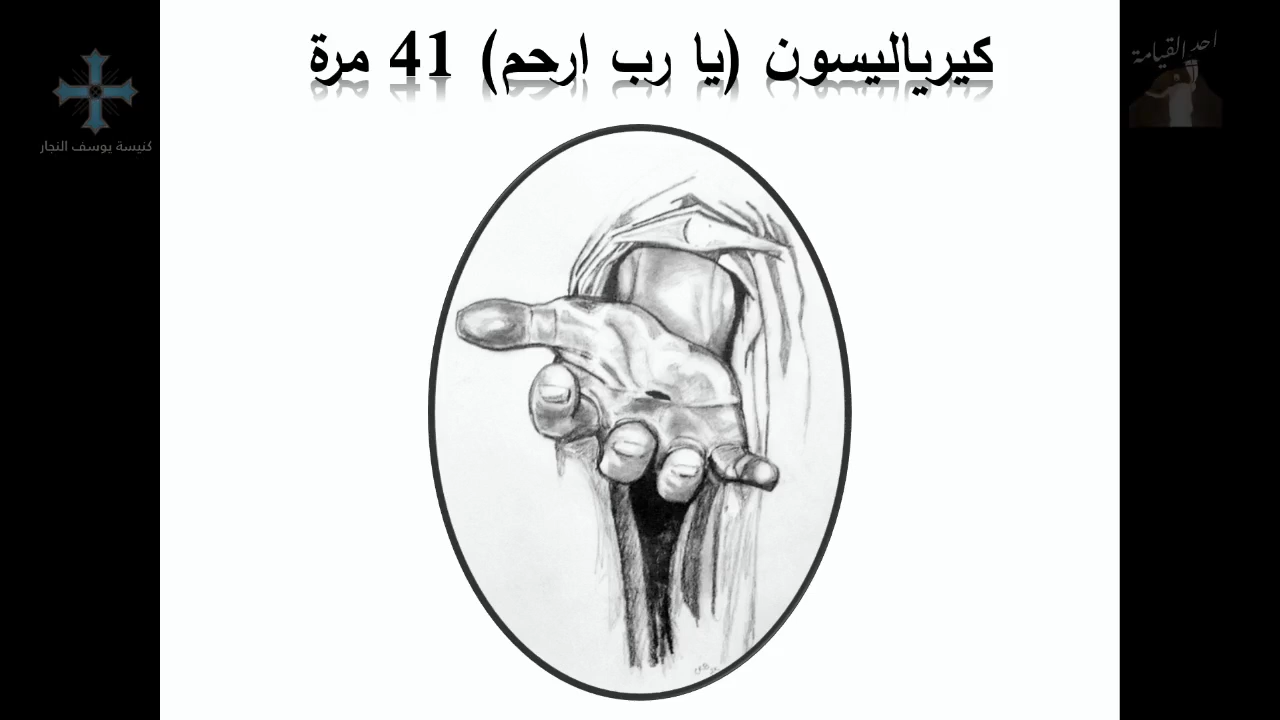 كيرياليسون (يا رب ارحم) 41 مرة
احد القيامة
كنيسة يوسف النجار